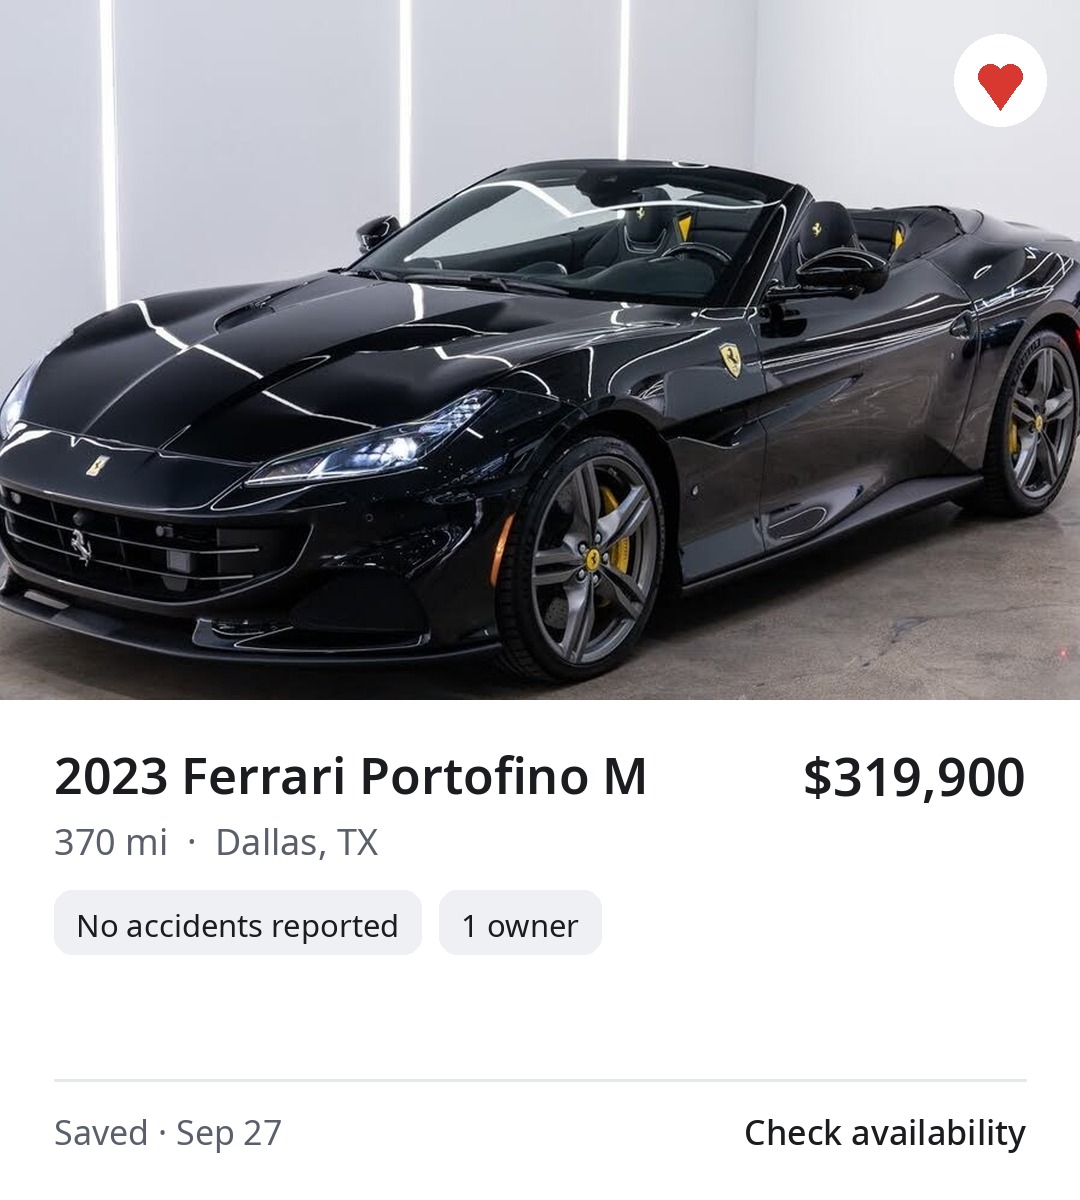 2023 Ferrari Portofino M
$319,900
370 mi · Dallas, TX
No accidents reported
1 owner
Saved · Sep 27
Check availability